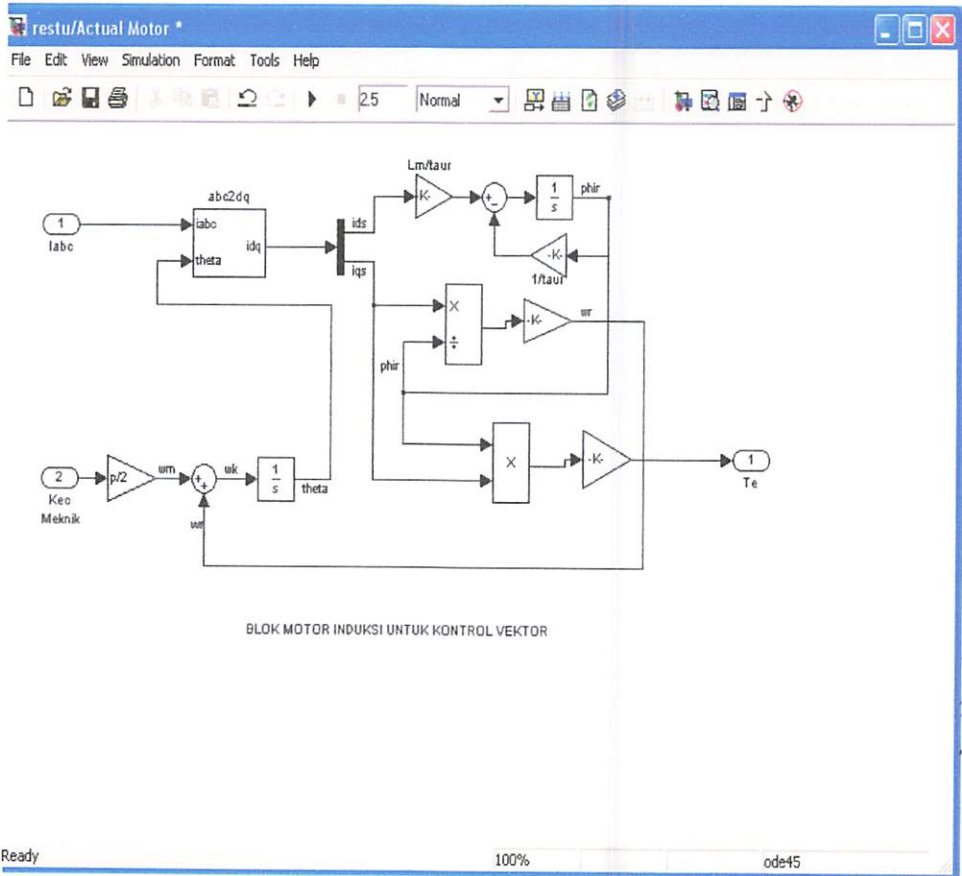 restu/Actual Motor *
File Edit View Simulation Format Tools Help
2.5 Normal
Lm/taur
abc2dq
1
Iabc
iabc
theta
idq
ids
iqs
-K-
+
-
1
s
phir
-K-
1/taur
X
÷
-K-
wr
phir
X
-K-
1
Te
2
Kec
Meknik
p/2
wm
+
+
wk
1
s
theta
wr
BLOK MOTOR INDUKSI UNTUK KONTROL VEKTOR
Ready 100% ode45